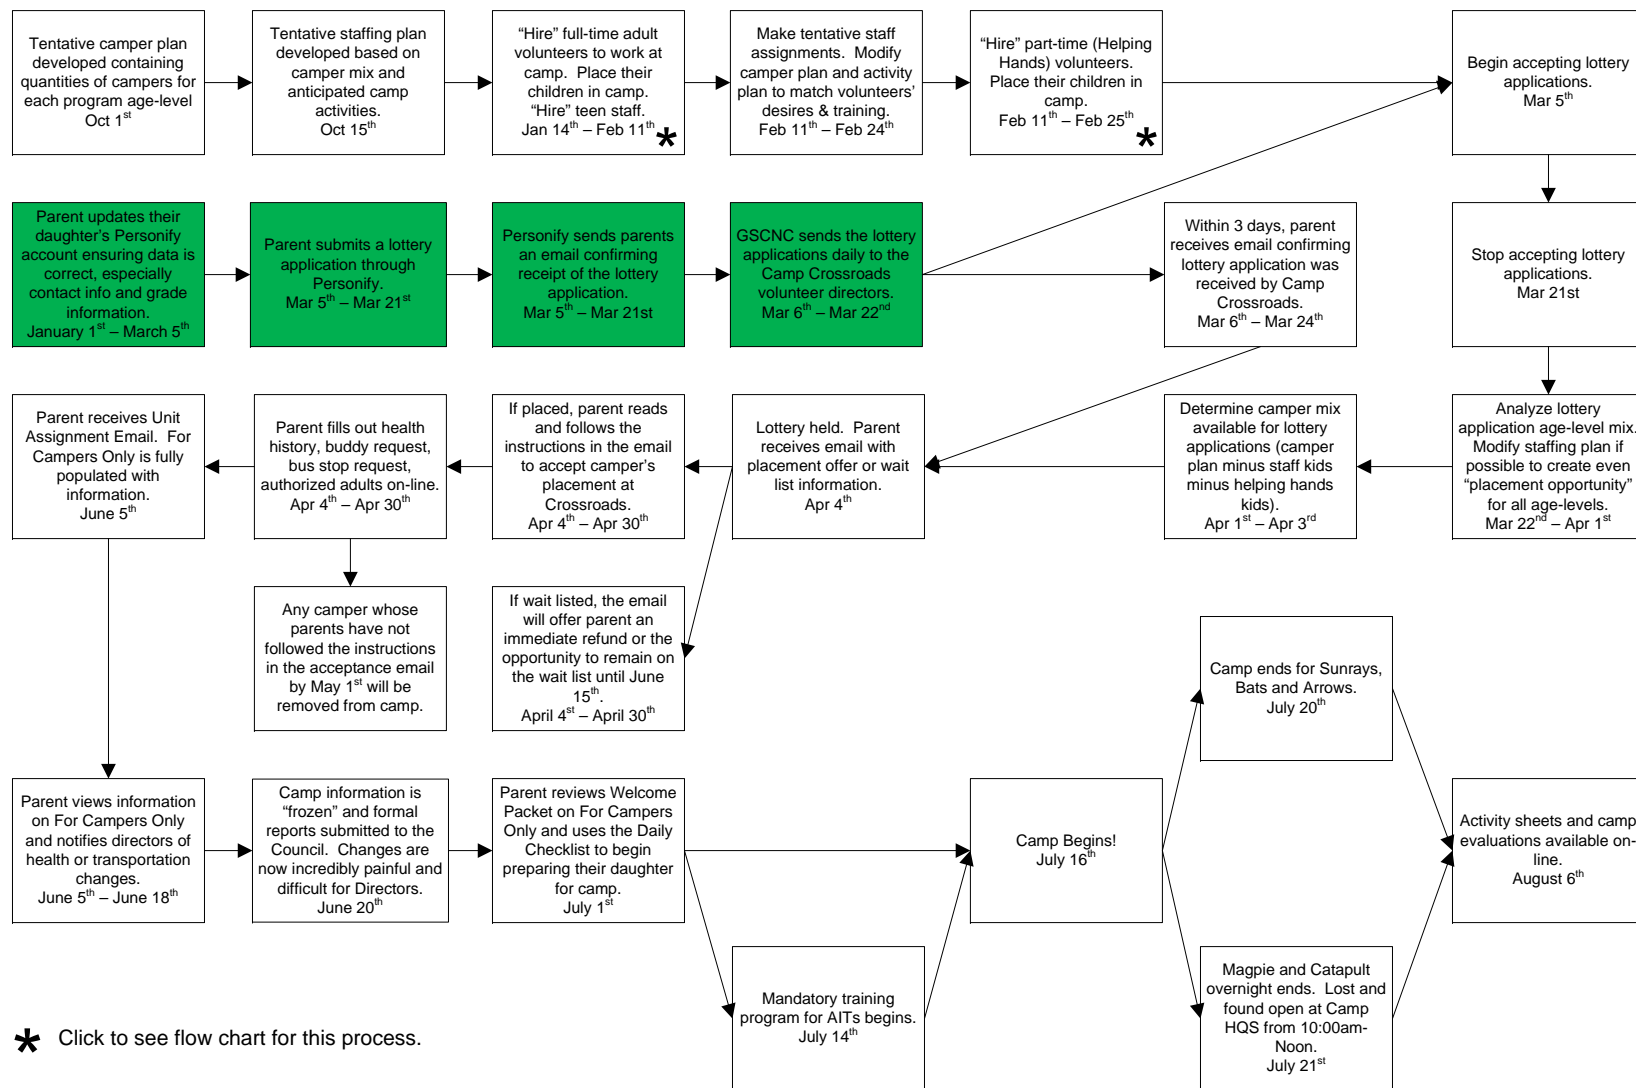 Tentative camper plan
developed containing
quantities of campers for
each program age-level
Oct 1st
Tentative staffing plan
developed based on
camper mix and
anticipated camp
activities.
Oct 15th
“Hire” full-time adult
volunteers to work at
camp. Place their
children in camp.
“Hire” teen staff.
Jan 14th – Feb 11th
*
Make tentative staff
assignments. Modify
camper plan and activity
plan to match volunteers’
desires & training.
Feb 11th – Feb 24th
“Hire” part-time (Helping
Hands) volunteers.
Place their children in
camp.
Feb 11th – Feb 25th
*
Begin accepting lottery
applications.
Mar 5th
Parent updates their
daughter’s Personify
account ensuring data is
correct, especially
contact info and grade
information.
January 1st – March 5th
Parent submits a lottery
application through
Personify.
Mar 5th – Mar 21st
Personify sends parents
an email confirming
receipt of the lottery
application.
Mar 5th – Mar 21st
GSCNC sends the lottery
applications daily to the
Camp Crossroads
volunteer directors.
Mar 6th – Mar 22nd
Within 3 days, parent
receives email confirming
lottery application was
received by Camp
Crossroads.
Mar 6th – Mar 24th
Stop accepting lottery
applications.
Mar 21st
Parent receives Unit
Assignment Email. For
Campers Only is fully
populated with
information.
June 5th
Parent fills out health
history, buddy request,
bus stop request,
authorized adults on-line.
Apr 4th – Apr 30th
If placed, parent reads
and follows the
instructions in the email
to accept camper’s
placement at
Crossroads.
Apr 4th – Apr 30th
Lottery held. Parent
receives email with
placement offer or wait
list information.
Apr 4th
Determine camper mix
available for lottery
applications (camper
plan minus staff kids
minus helping hands
kids).
Apr 1st – Apr 3rd
Analyze lottery
application age-level mix.
Modify staffing plan if
possible to create even
“placement opportunity”
for all age-levels.
Mar 22nd – Apr 1st
Any camper whose
parents have not
followed the instructions
in the acceptance email
by May 1st will be
removed from camp.
If wait listed, the email
will offer parent an
immediate refund or the
opportunity to remain on
the wait list until June
15th.
April 4st – April 30th
Camp ends for Sunrays,
Bats and Arrows.
July 20th
Parent views information
on For Campers Only
and notifies directors of
health or transportation
changes.
June 5th – June 18th
Camp information is
“frozen” and formal
reports submitted to the
Council. Changes are
now incredibly painful and
difficult for Directors.
June 20th
Parent reviews Welcome
Packet on For Campers
Only and uses the Daily
Checklist to begin
preparing their daughter
for camp.
July 1st
Camp Begins!
July 16th
Activity sheets and camp
evaluations available on-
line.
August 6th
Mandatory training
program for AITs begins.
July 14th
Magpie and Catapult
overnight ends. Lost and
found open at Camp
HQS from 10:00am-
Noon.
July 21st
* Click to see flow chart for this process.